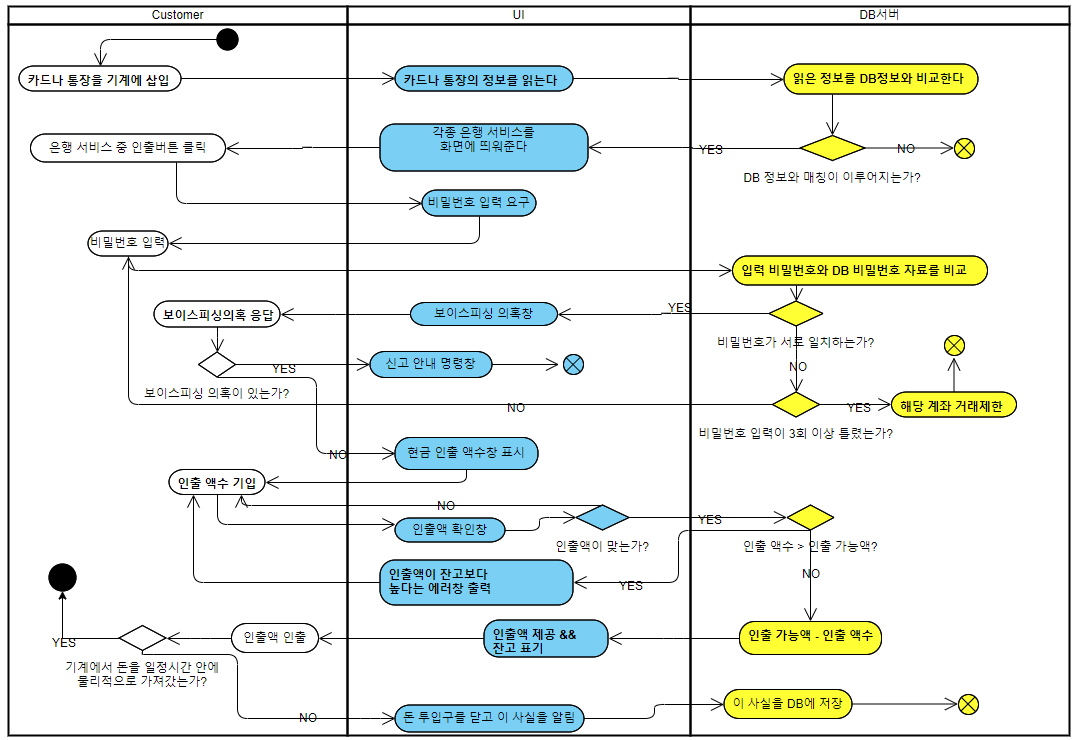 Customer
UI
DB서버
카드나 통장을 기계에 삽입
카드나 통장의 정보를 읽는다
읽은 정보를 DB정보와 비교한다
은행 서비스 중 인출버튼 클릭
각종 은행 서비스를
화면에 띄워준다
YES
NO
DB 정보와 매칭이 이루어지는가?
비밀번호 입력 요구
비밀번호 입력
입력 비밀번호와 DB 비밀번호 자료를 비교
보이스피싱의혹 응답
보이스피싱 의혹창
YES
비밀번호가 서로 일치하는가?
YES
신고 안내 명령창
NO
보이스피싱 의혹이 있는가?
NO
YES
해당 계좌 거래제한
비밀번호 입력이 3회 이상 틀렸는가?
NO
현금 인출 액수창 표시
인출 액수 기입
NO
인출액 확인창
YES
인출액이 맞는가?
인출 액수 > 인출 가능액?
인출액이 잔고보다
높다는 에러창 출력
YES
NO
YES
인출액 인출
인출액 제공 &&
잔고 표기
인출 가능액 - 인출 액수
기계에서 돈을 일정시간 안에
물리적으로 가져갔는가?
NO
돈 투입구를 닫고 이 사실을 알림
이 사실을 DB에 저장